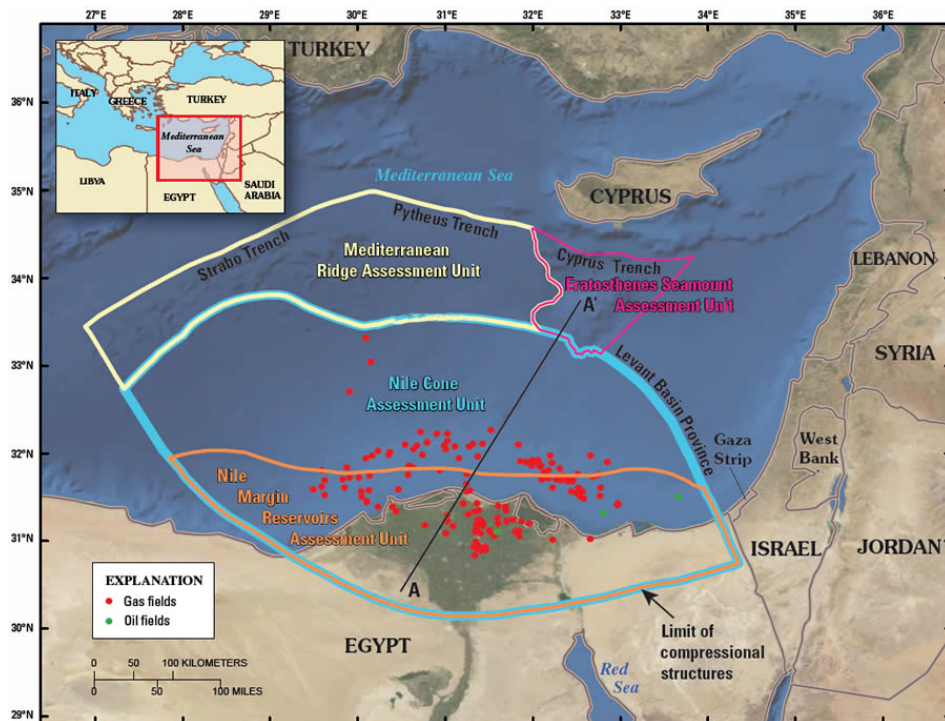 27°E 28°E 29°E 30°E 31°E 32°E 33°E 34°E 35°E 36°E
36°N
35°N
34°N
33°N
32°N
31°N
30°N
29°N
TURKEY
ITALY
GREECE
TURKEY
Mediterranean
Sea
LIBYA
EGYPT
SAUDI
ARABIA
Mediterranean Sea
CYPRUS
Strabo Trench
Pytheus Trench
Mediterranean
Ridge Assessment Unit
Cyprus Trench
Eratosthenes Seamount
Assessment Unit
A'
LEBANON
SYRIA
Levant Basin Province
Nile Cone
Assessment Unit
Gaza
Strip
West
Bank
Nile
Margin
Reservoirs
Assessment Unit
ISRAEL
JORDAN
A
EXPLANATION
Gas fields
Oil fields
0 50 100 KILOMETERS
0 50 100 MILES
EGYPT
Limit of
compressional
structures
Red
Sea